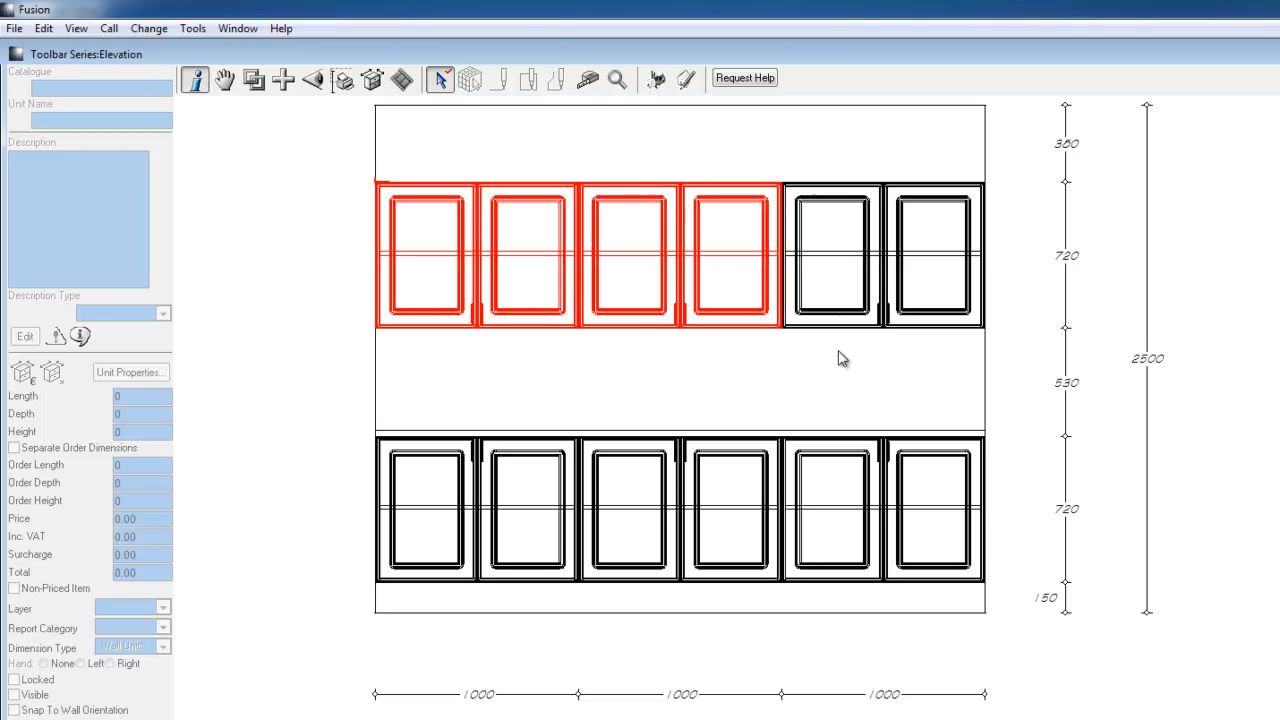 Fusion
File Edit View Call Change Tools Window Help
Toolbar Series:Elevation
Catalogue
Request Help
Unit Name
Description
Description Type
Edit
Unit Properties...
Length 0
Depth 0
Height 0
Separate Order Dimensions
Order Length 0
Order Depth 0
Order Height 0
Price 0.00
Inc. VAT 0.00
Surcharge 0.00
Total 0.00
Non-Priced Item
Layer
Report Category
Dimension Type Wall Unit*
Hand: None Left Right
Locked
Visible
Snap To Wall Orientation
720
530
2500
720
150
1000 1000 1000